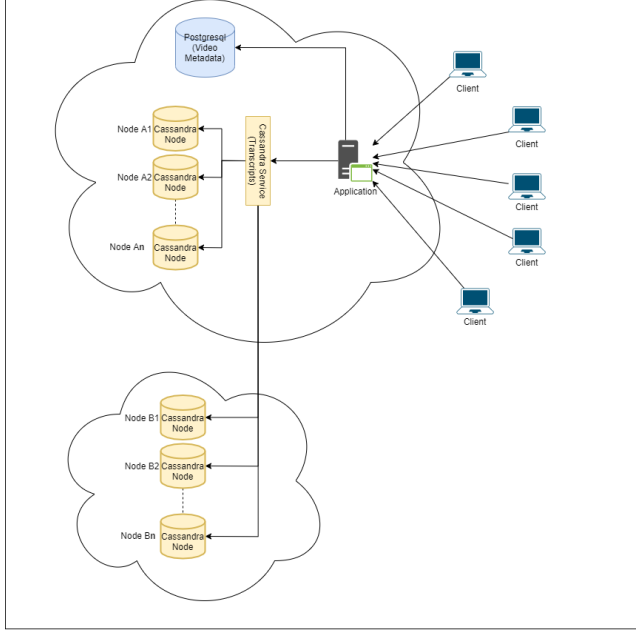 Postgresql
(Video
Metadata)
Client
Node A1
Cassandra
Node
Cassandra Service
(Transcripts)
Client
Node A2
Cassandra
Node
Application
Client
Node An
Cassandra
Node
Client
Client
Node B1
Cassandra
Node
Node B2
Cassandra
Node
Node Bn
Cassandra
Node